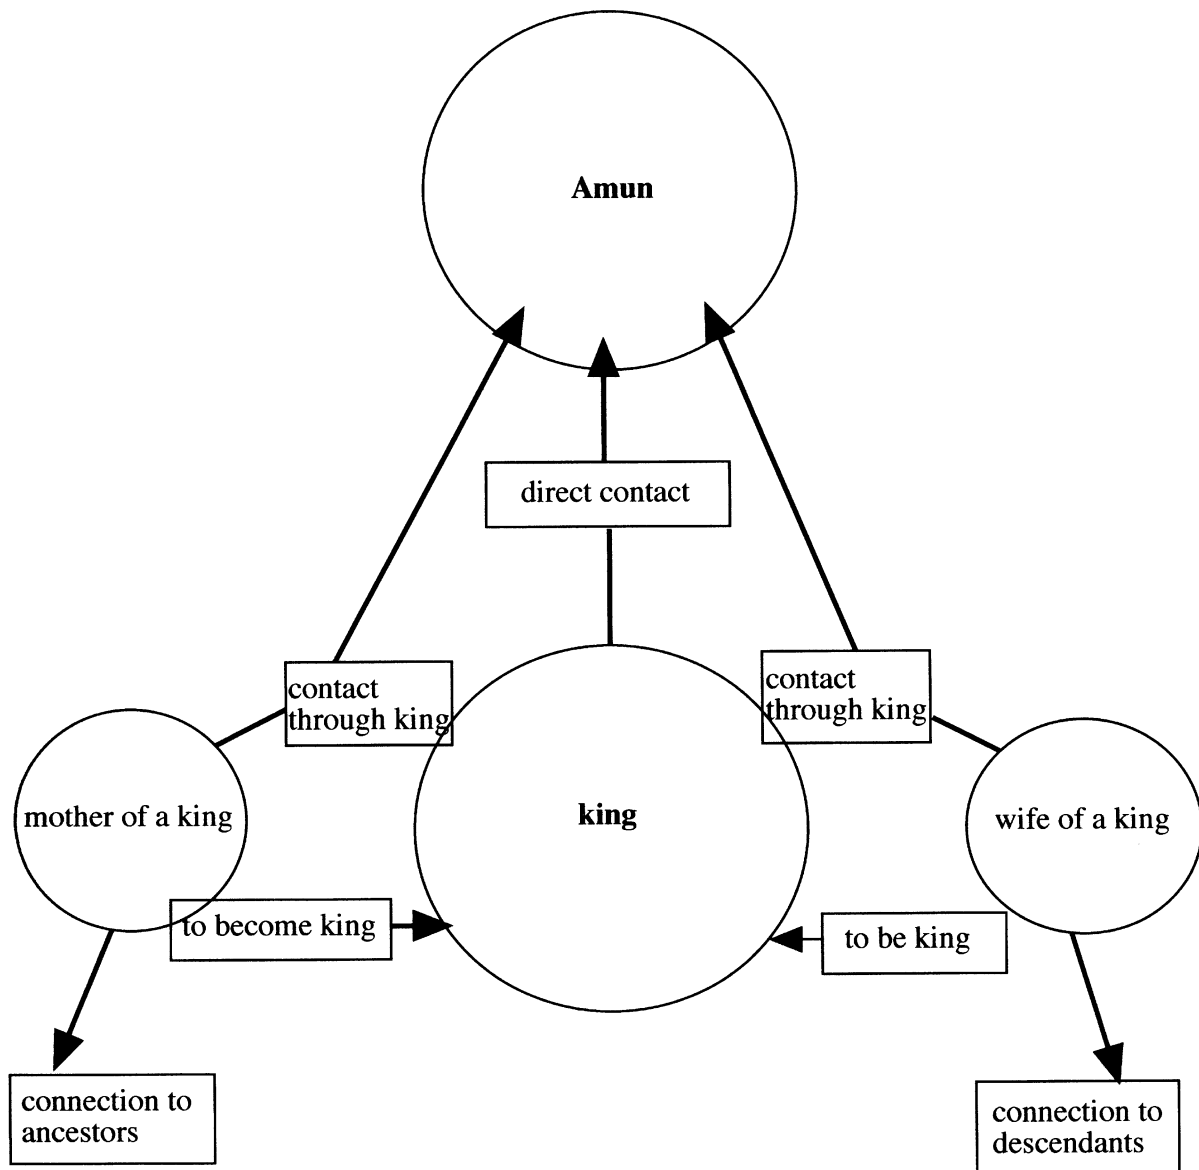 Amun
direct contact
contact
through king
contact
through king
mother of a king
king
wife of a king
to become king
to be king
connection to
ancestors
connection to
descendants